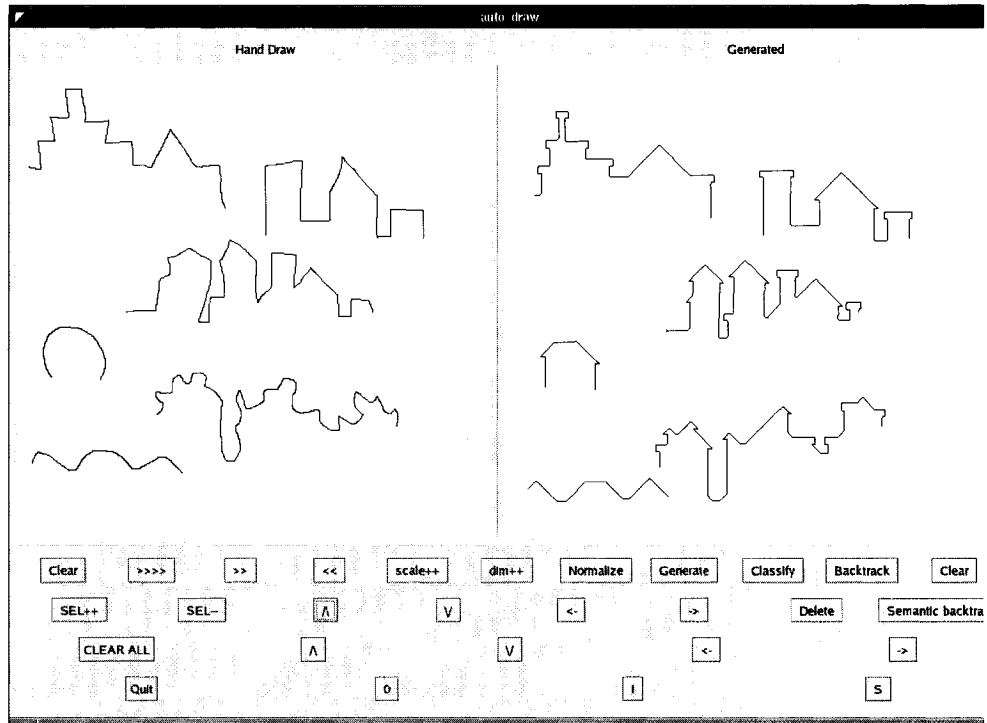 auto draw
Hand Draw Generated
Clear >>>> >> << scale++ dim++ Normalize Generate Classify Backtrack Clear
SEL++ SEL-- /\ \/ <- -> Delete Semantic backtra
CLEAR ALL /\ \/ <- ->
Quit O I S